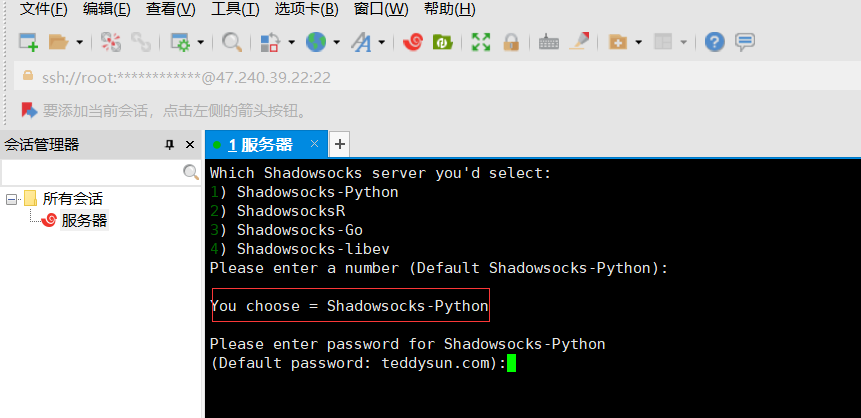 文件(F) 编辑(E) 查看(V) 工具(T) 选项卡(B) 窗口(W) 帮助(H)
ssh://root:************@47.240.39.22:22
要添加当前会话，点击左侧的箭头按钮。
会话管理器
1 服务器
所有会话
服务器
Which Shadowsocks server you'd select:
1) Shadowsocks-Python
2) ShadowsocksR
3) Shadowsocks-Go
4) Shadowsocks-libev
Please enter a number (Default Shadowsocks-Python):
You choose = Shadowsocks-Python
Please enter password for Shadowsocks-Python
(Default password: teddysun.com):